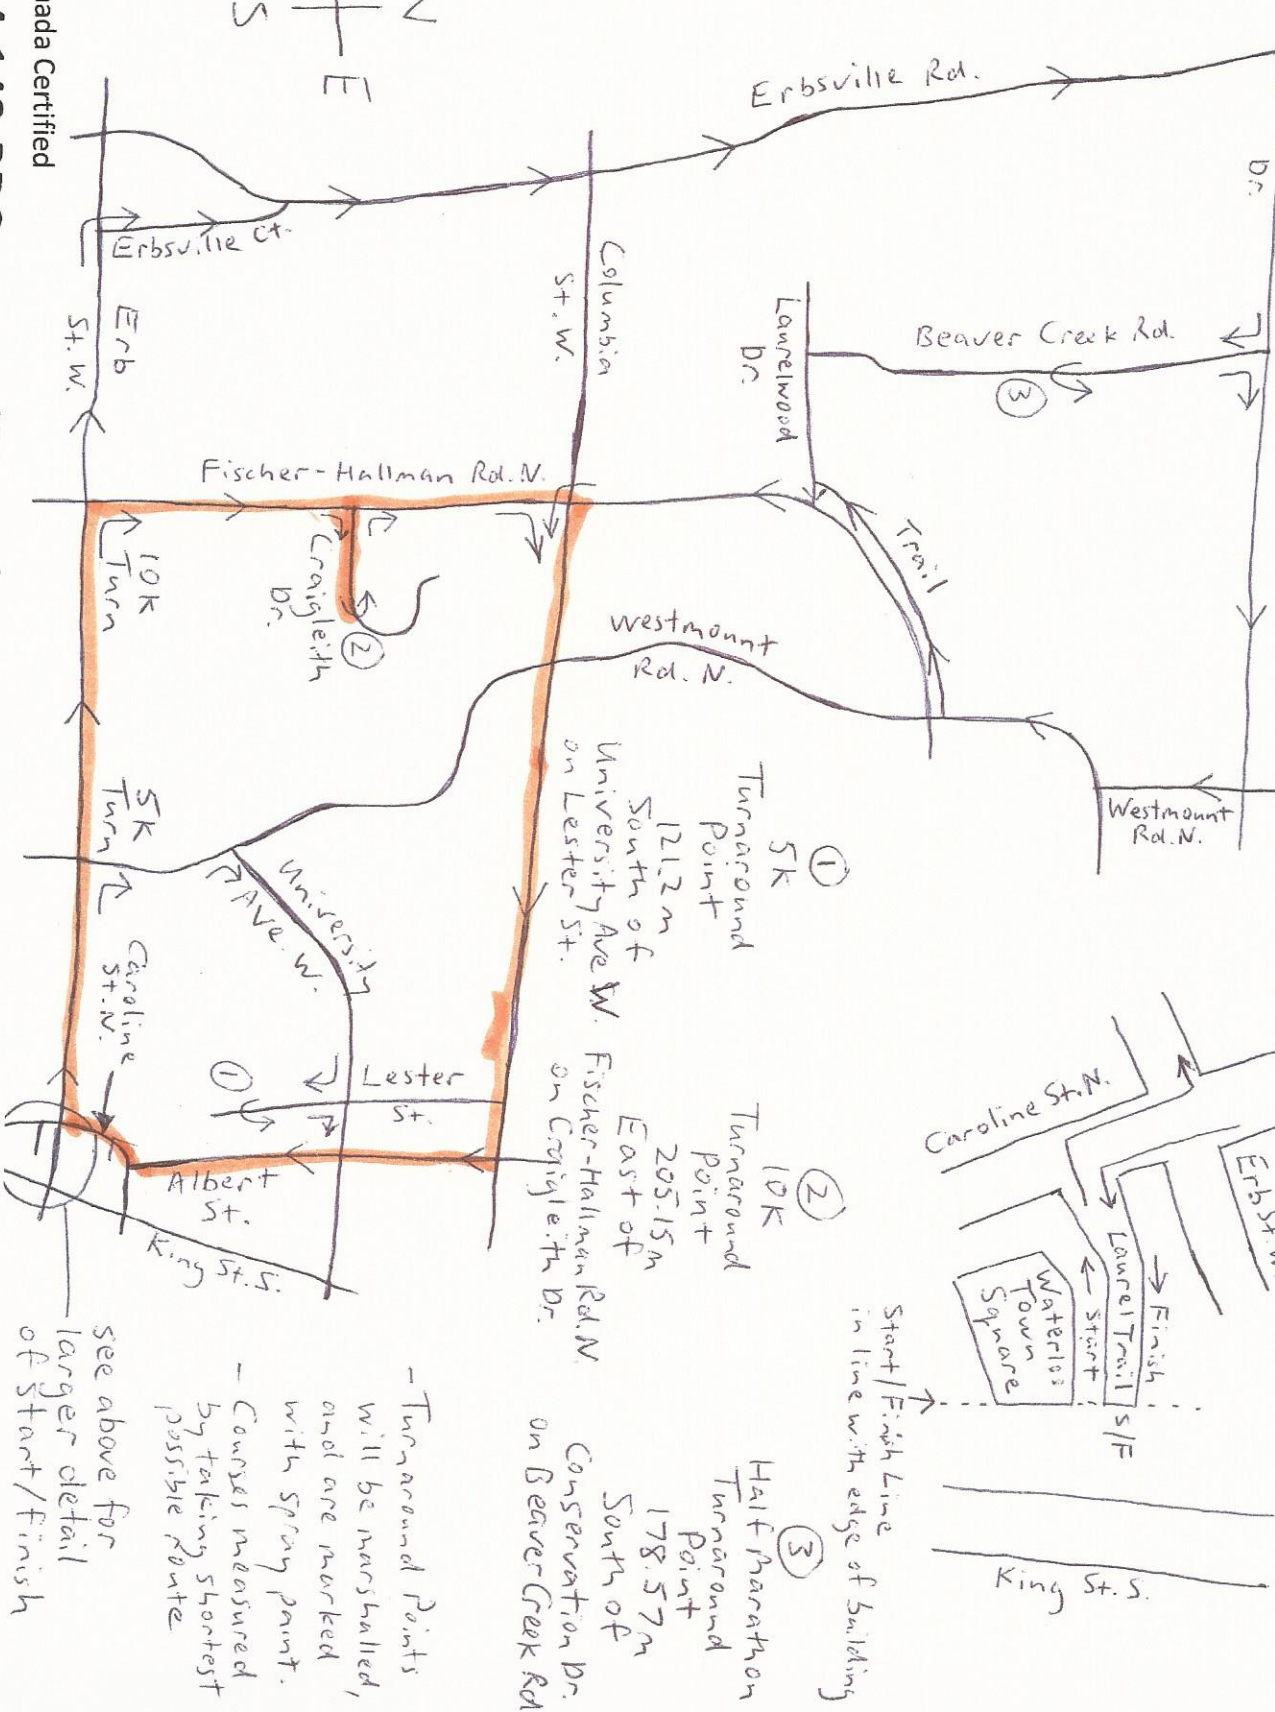 N
S
E
nada Certified
Erbsville Rd.
Dr.
Erbsville Ct.
Erb
St. W.
Columbia
St. W.
Laurelwood
Dr.
Beaver Creek Rd.
3
Fischer-Hallman Rd. N.
10K
Turn
Craigleith
Dr.
2
Trail
Westmount
Rd. N.
Westmount
Rd. N.
5K
Turn
University
Ave. W.
Caroline
St. N.
1
Lester
St.
Albert
St.
King St. S.
1
5K
Turnaround
Point
121.2 m
South of
University Ave W.
on Lester St.
2
10K
Turnaround
Point
205.15 m
East of
Fischer-Hallman Rd. N.
on Craigleith Dr.
3
Half Marathon
Turnaround
Point
178.57 m
South of
Conservation Dr.
on Beaver Creek Rd
Caroline St. N.
Erb St. W
Laurel Trail
→ Finish
← Start
S/F
Waterloo
Town
Square
Start/Finish Line
in line with edge of building
King St. S.
- Turnaround Points
will be marshalled,
and are marked
with spray paint.
- Courses measured
by taking shortest
possible route
see above for
larger detail
of start/finish